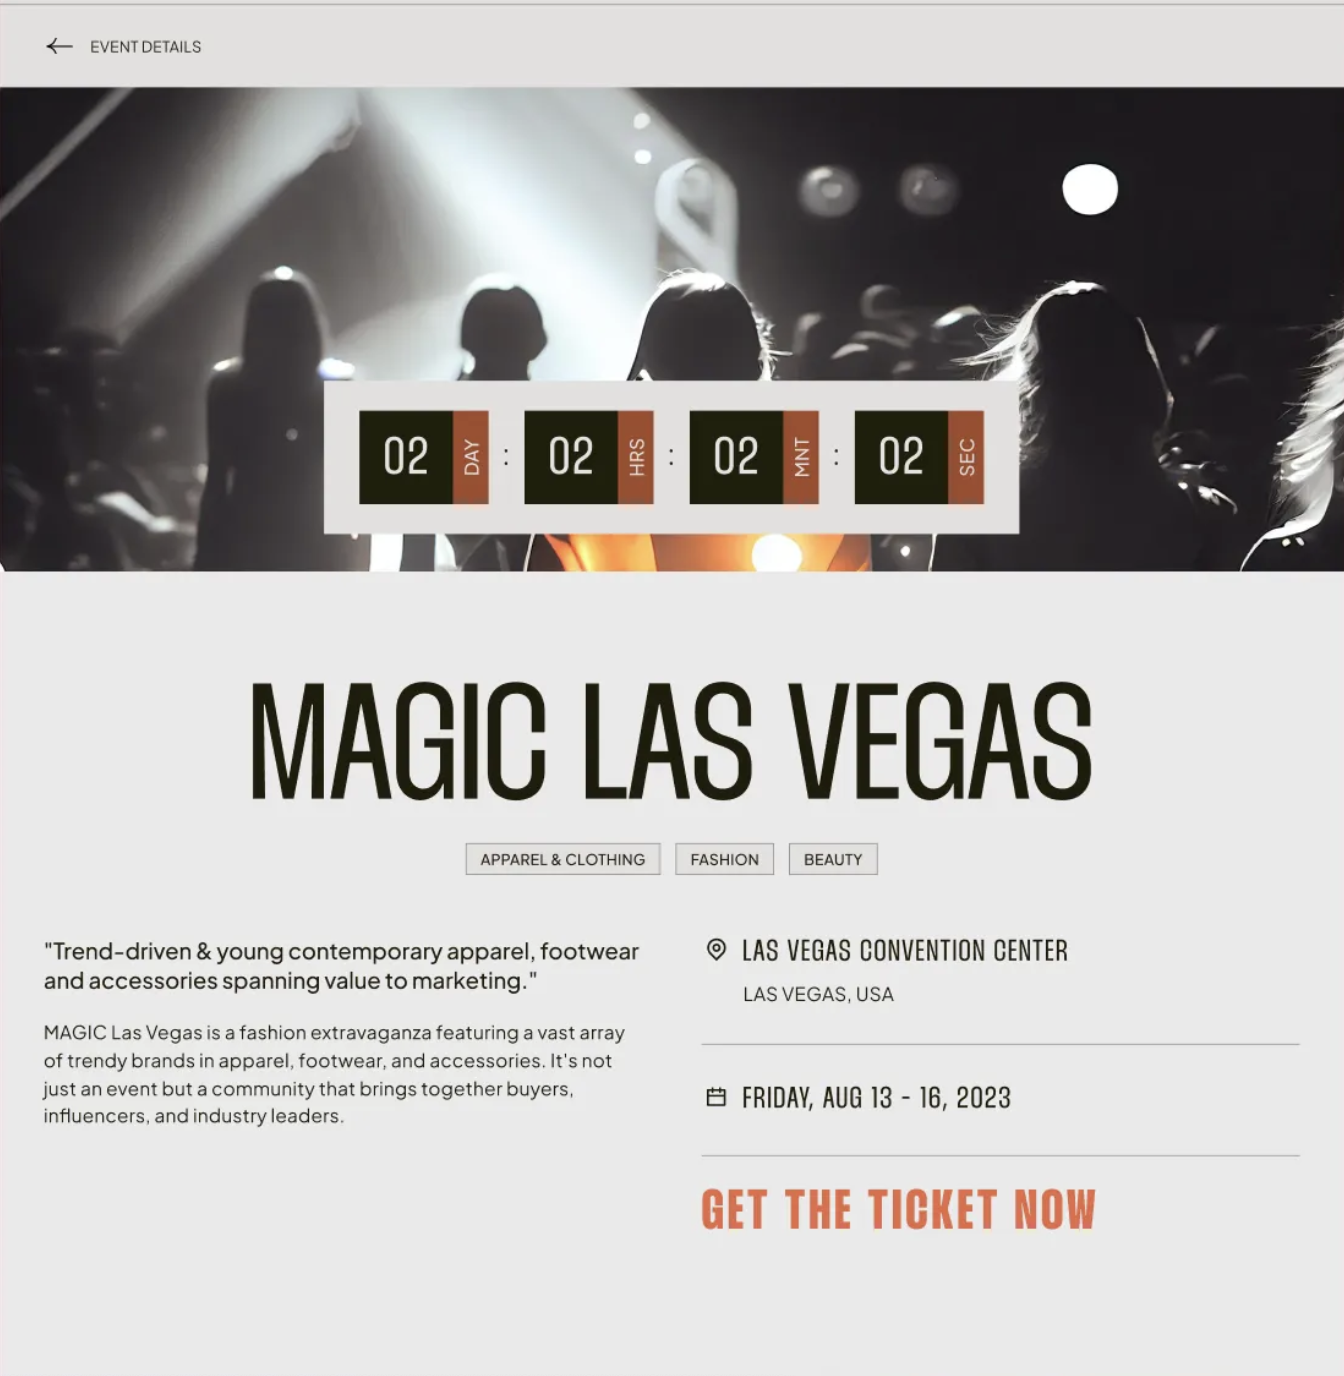 EVENT DETAILS
02 DAY : 02 HRS : 02 MNT : 02 SEC
MAGIC LAS VEGAS
APPAREL & CLOTHING FASHION BEAUTY
"Trend-driven & young contemporary apparel, footwear
and accessories spanning value to marketing."
MAGIC Las Vegas is a fashion extravaganza featuring a vast array
of trendy brands in apparel, footwear, and accessories. It's not
just an event but a community that brings together buyers,
influencers, and industry leaders.
LAS VEGAS CONVENTION CENTER
LAS VEGAS, USA
FRIDAY, AUG 13 - 16, 2023
GET THE TICKET NOW